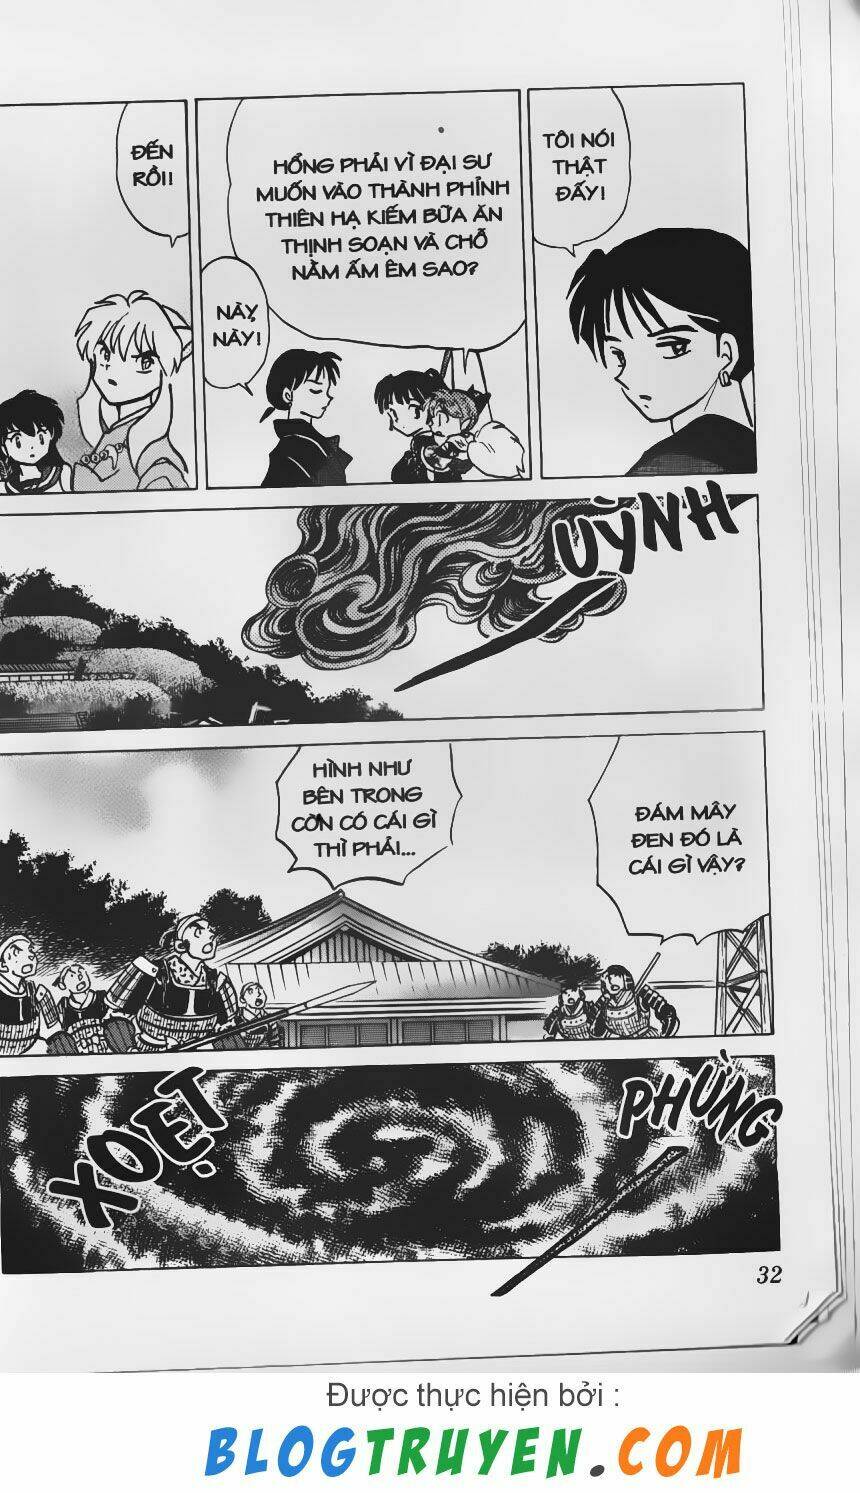 TÔI NÓI
THẬT
ĐẤY!
HỔNG PHẢI VÌ ĐẠI SƯ
MUỐN VÀO THÀNH PHỈNH
THIÊN HẠ KIẾM BỮA ĂN
THỊNH SOẠN VÀ CHỖ
NẰM ẤM ÊM SAO?
NÀY,
NÀY!
ĐẾN
RỒI!
UỲNH
ĐÁM MÂY
ĐEN ĐÓ LÀ
CÁI GÌ VẬY?
HÌNH NHƯ
BÊN TRONG
CÒN CÓ CÁI GÌ
THÌ PHẢI...
PHỪNG
XOẸT
32
Được thực hiện bởi :
BLOGTRUYEN.COM